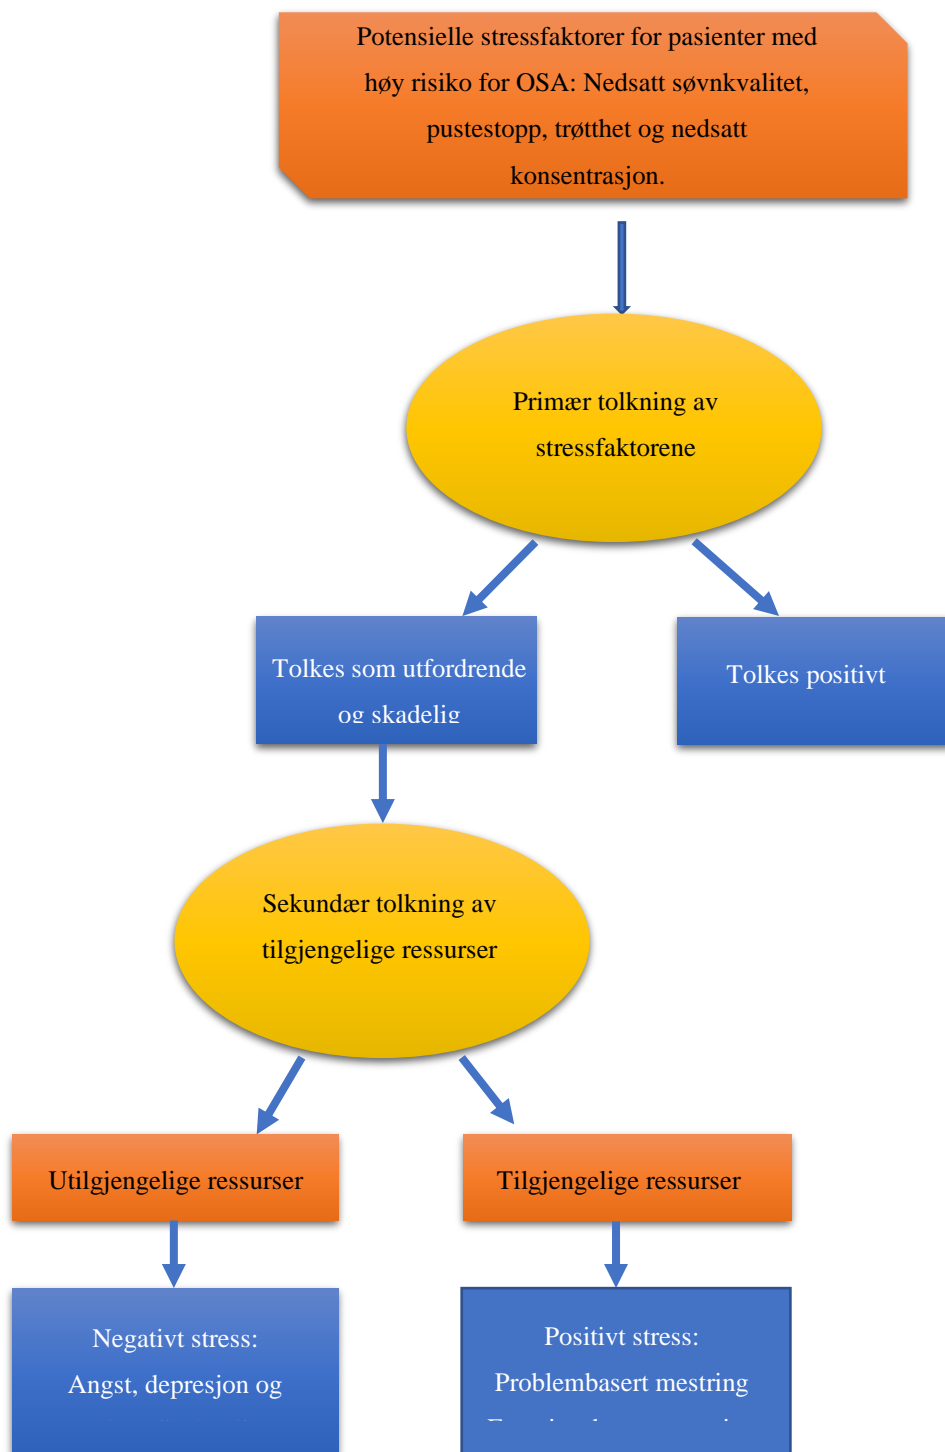 Potensielle stressfaktorer for pasienter med
høy risiko for OSA: Nedsatt søvnkvalitet,
pustestopp, trøtthet og nedsatt
konsentrasjon.
Primær tolkning av
stressfaktorene
Tolkes som utfordrende
og skadelig
Tolkes positivt
Sekundær tolkning av
tilgjengelige ressurser
Utilgjengelige ressurser
Tilgjengelige ressurser
Negativt stress:
Angst, depresjon og
Positivt stress:
Problembasert mestring